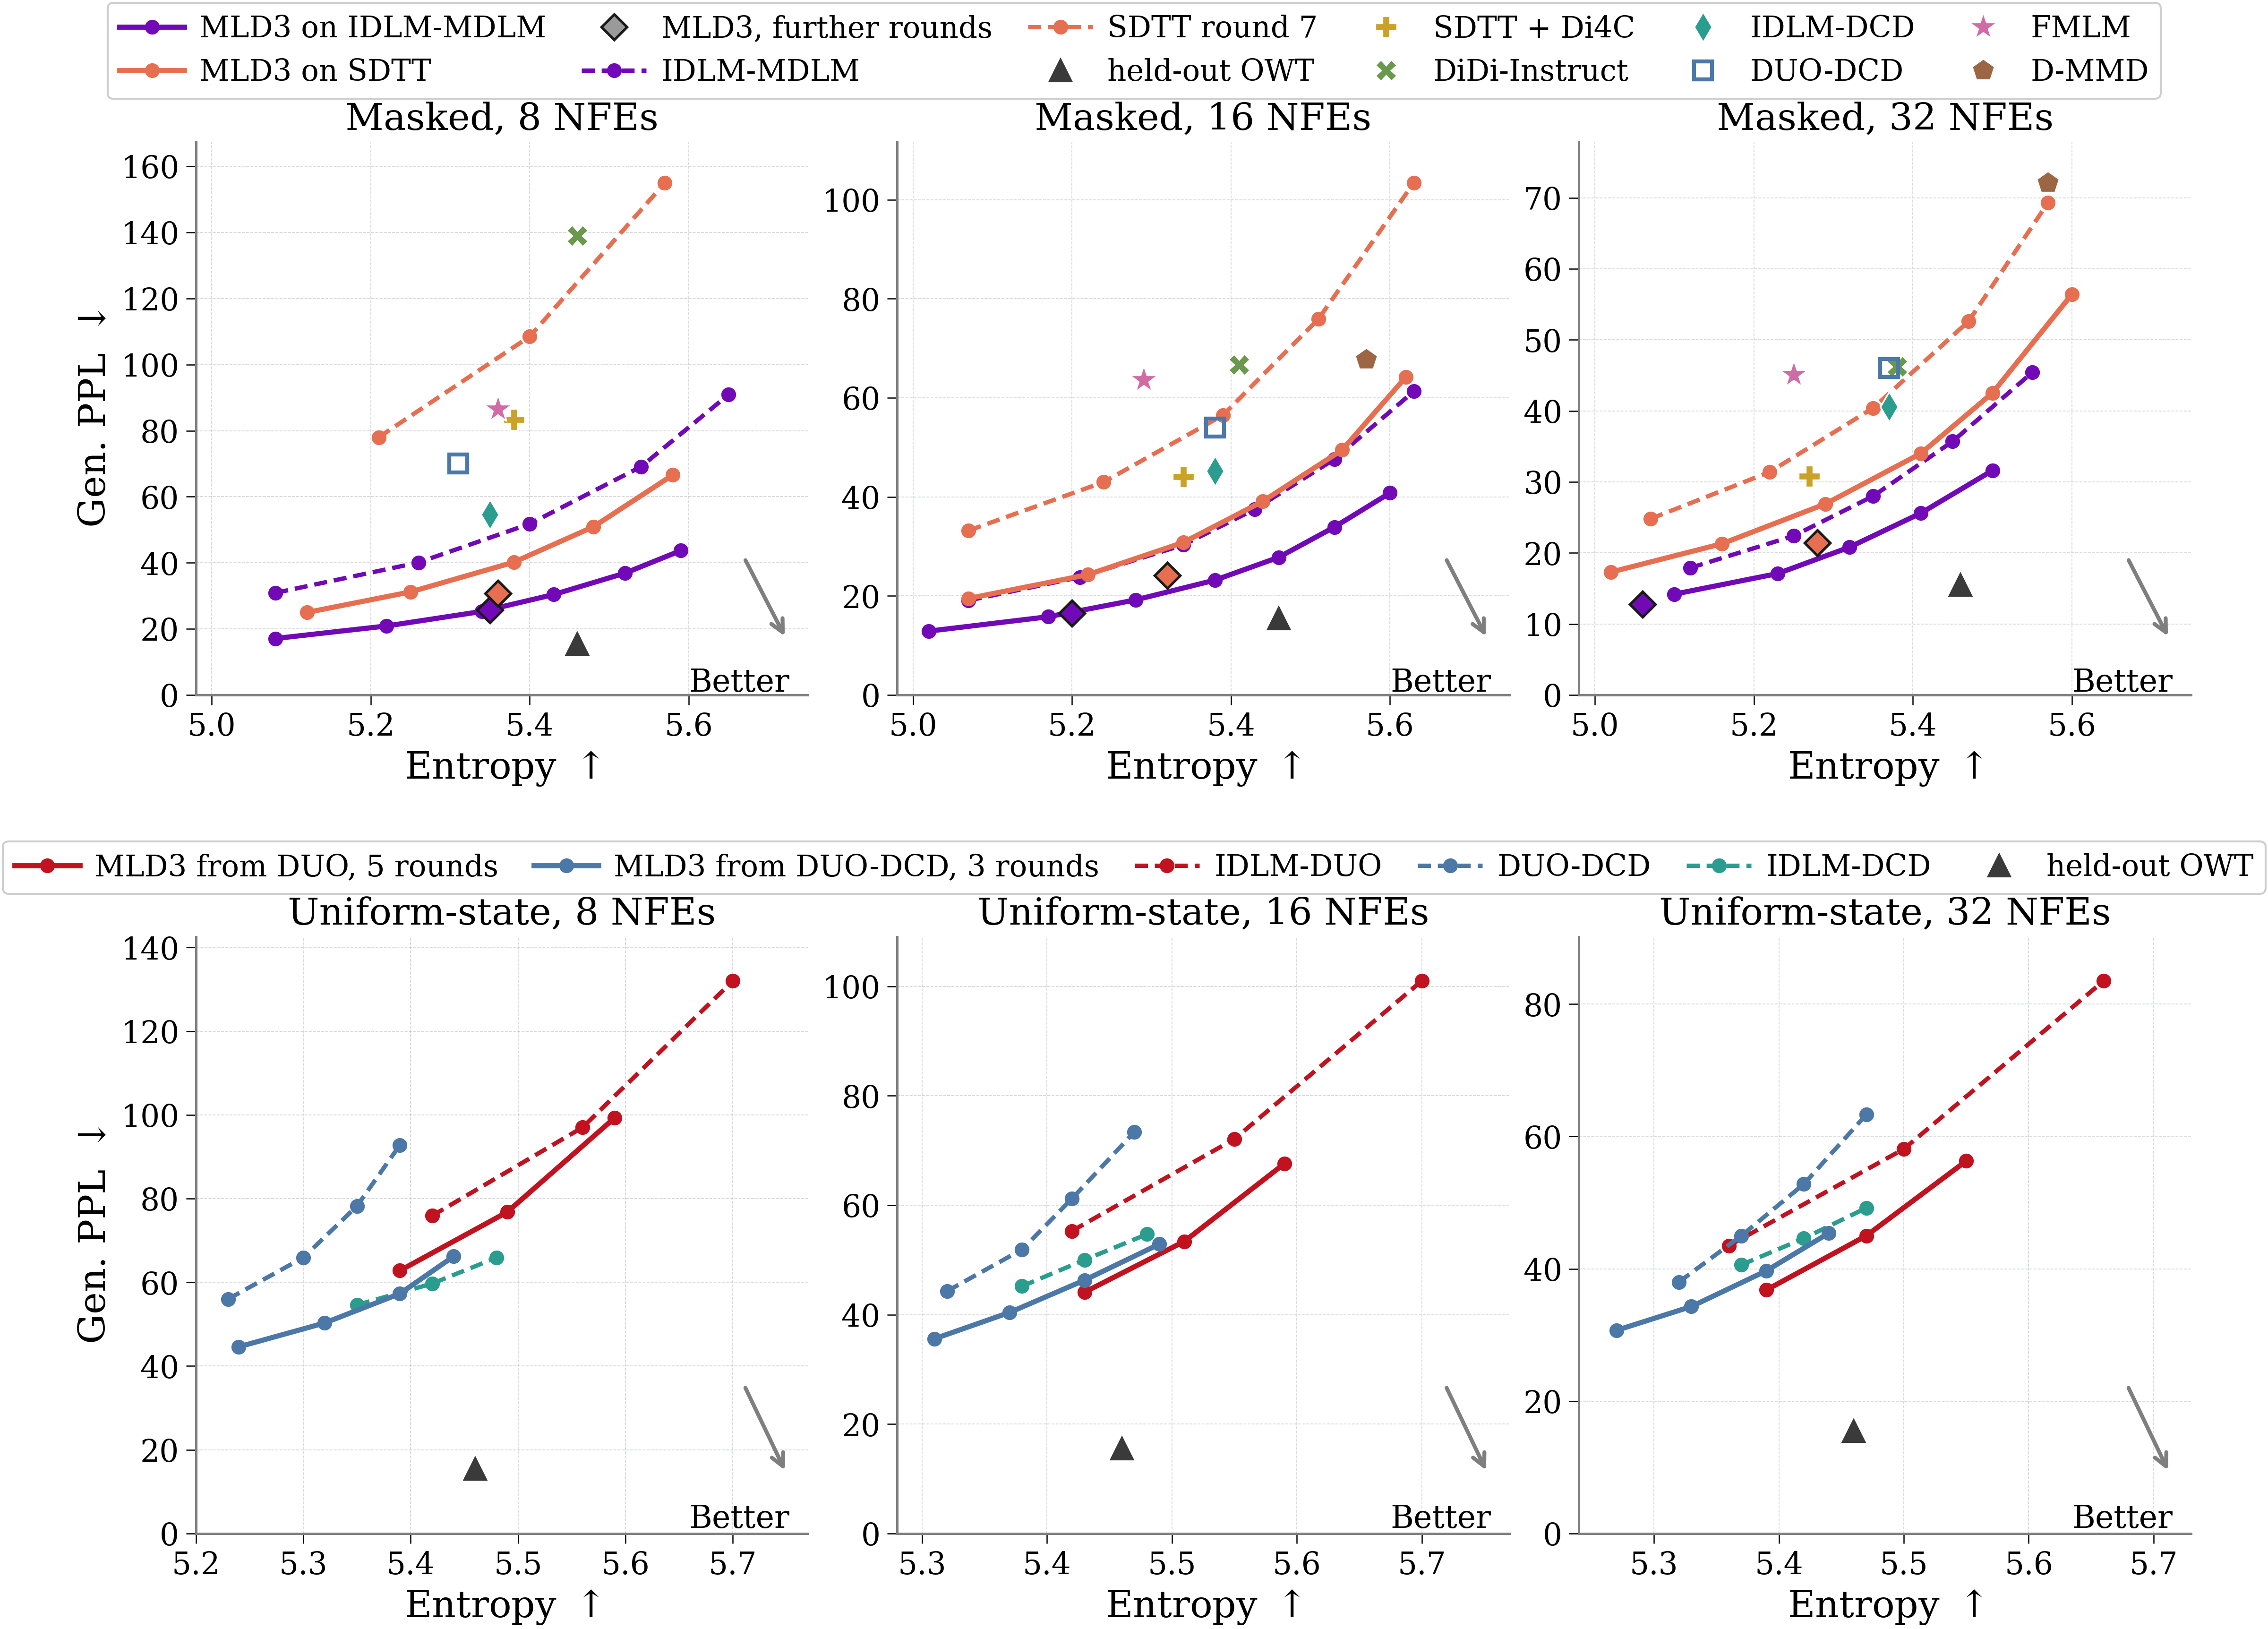 MLD3 on IDLM-MDLM
MLD3, further rounds
SDTT round 7
SDTT + Di4C
IDLM-DCD
FMLM
MLD3 on SDTT
IDLM-MDLM
held-out OWT
DiDi-Instruct
DUO-DCD
D-MMD
Masked, 8 NFEs
Masked, 16 NFEs
Masked, 32 NFEs
Gen. PPL ↓
160
140
120
100
80
60
40
20
0
Better
5.0 5.2 5.4 5.6
Entropy ↑
100
80
60
40
20
0
Better
5.0 5.2 5.4 5.6
Entropy ↑
70
60
50
40
30
20
10
0
Better
5.0 5.2 5.4 5.6
Entropy ↑
MLD3 from DUO, 5 rounds
MLD3 from DUO-DCD, 3 rounds
IDLM-DUO
DUO-DCD
IDLM-DCD
held-out OWT
Uniform-state, 8 NFEs
Uniform-state, 16 NFEs
Uniform-state, 32 NFEs
Gen. PPL ↓
140
120
100
80
60
40
20
0
Better
5.2 5.3 5.4 5.5 5.6 5.7
Entropy ↑
100
80
60
40
20
0
Better
5.3 5.4 5.5 5.6 5.7
Entropy ↑
80
60
40
20
0
Better
5.3 5.4 5.5 5.6 5.7
Entropy ↑